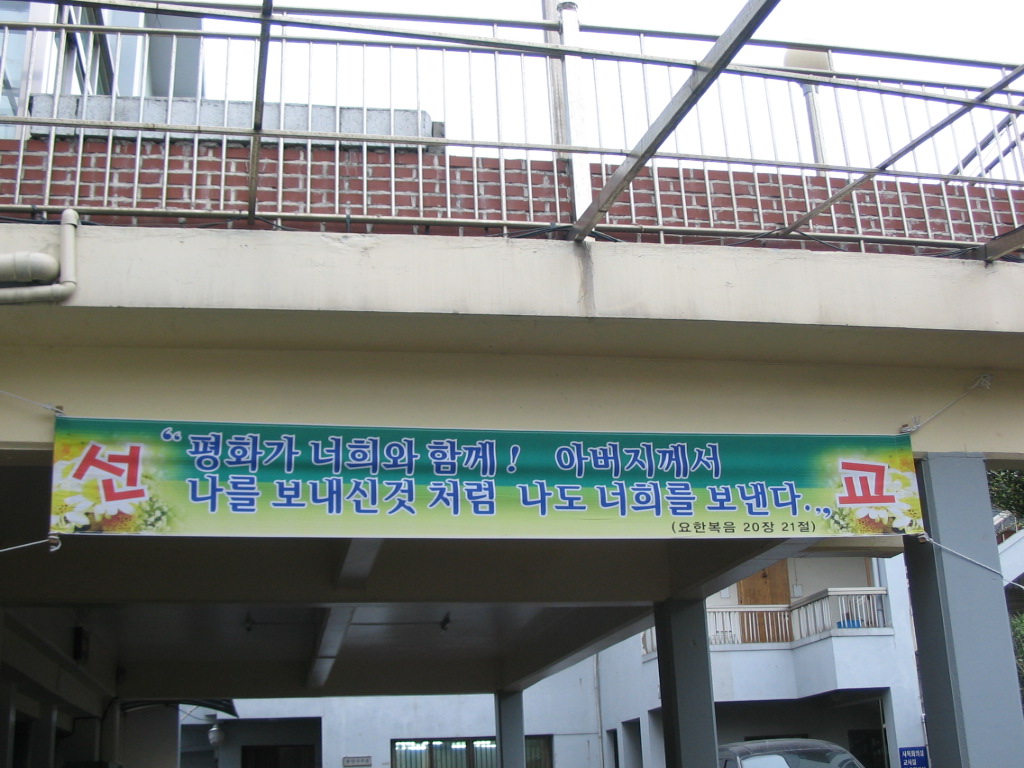 선교
“평화가 너희와 함께! 아버지께서
나를 보내신것 처럼 나도 너희를 보낸다..”
(요한복음 20장 21절)